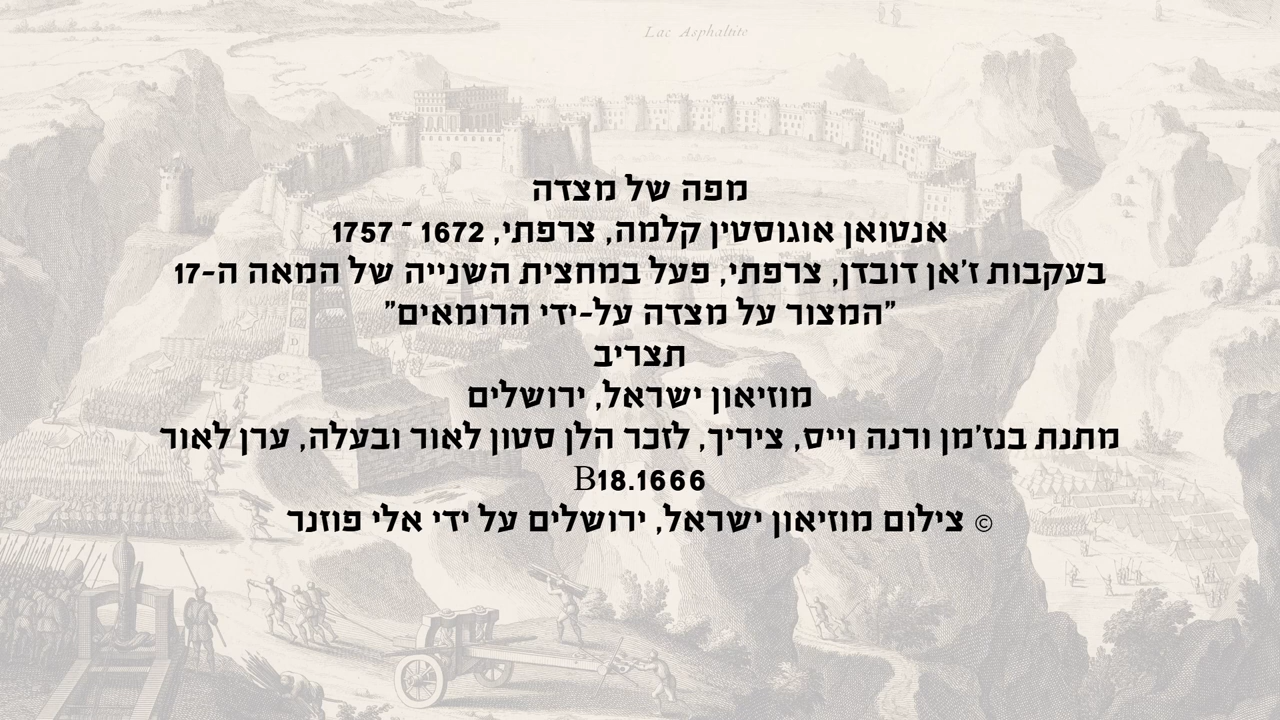 Lac Asphaltite
מפה של מצדה
אנטואן אוגוסטין קלמה, צרפתי, 1672 - 1757
בעקבות ז'אן דובדן, צרפתי, פעל במחצית השנייה של המאה ה-17
"המצור על מצדה על-ידי הרומאים"
תצריב
מוזיאון ישראל, ירושלים
מתנת בנז'מן ורנה וייס, ציריך, לזכר הלן סטון לאור ובעלה, ערן לאור
B18.1666
© צילום מוזיאון ישראל, ירושלים על ידי אלי פוזנר